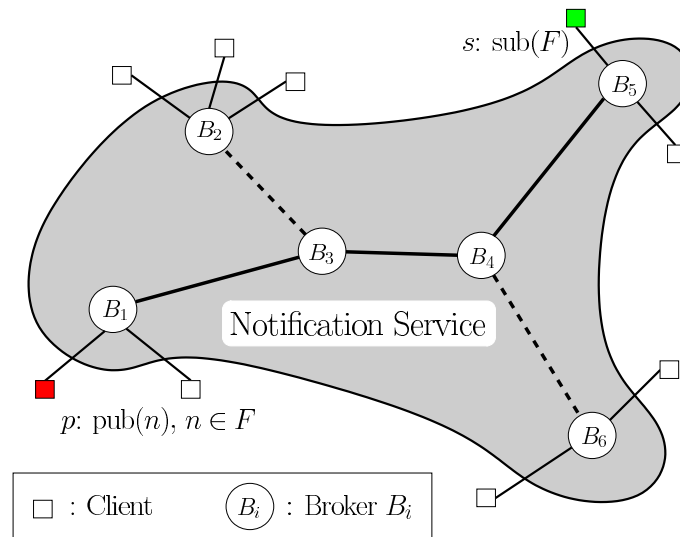 s: sub(F)
B₅
B₂
B₃
B₄
B₁
Notification Service
p: pub(n), n ∈ F
B₆
: Client
Bᵢ : Broker Bᵢ